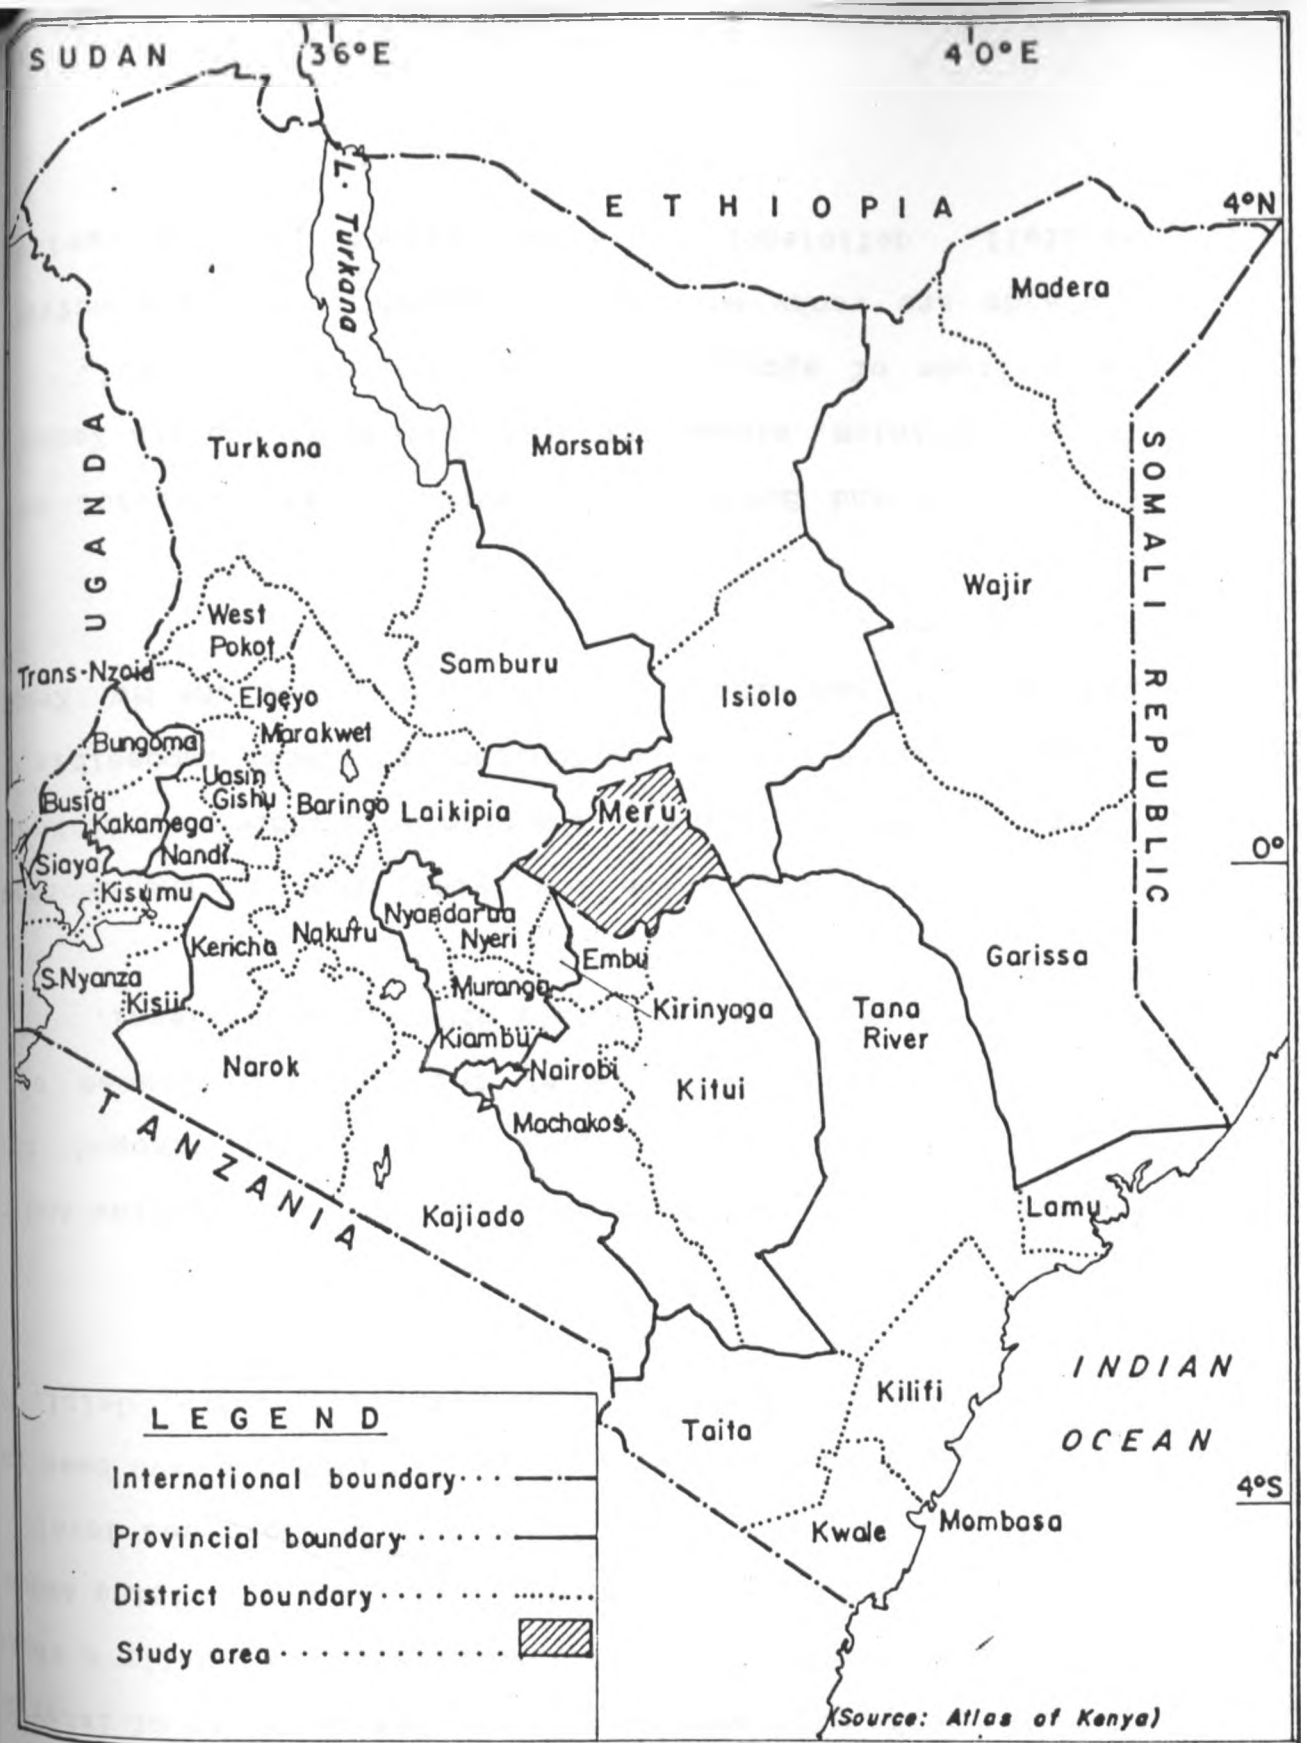 SUDAN
36°E
40°E
ETHIOPIA
4°N
L. Turkana
Madera
UGANDA
Turkana
Marsabit
SOMALI REPUBLIC
Wajir
West
Pokot
Trans-Nzoia
Samburu
Elgeyo
Marakwet
Isiolo
Bungoma
Uasin
Gishu
Busia
Baringo
Laikipia
Meru
Kakamega
Siaya
Nandi
0°
Kisumu
Nyandarua
Nyeri
Nakuru
Kericho
Embu
Garissa
S.Nyanza
Kisii
Muranga
Kirinyaga
Tana
River
Kiambu
Narok
Nairobi
Kitui
Machakos
TANZANIA
Kajiado
Lamu
INDIAN
OCEAN
Kilifi
Taita
4°S
Kwale
Mombasa
LEGEND
International boundary
Provincial boundary
District boundary
Study area
(Source: Atlas of Kenya)